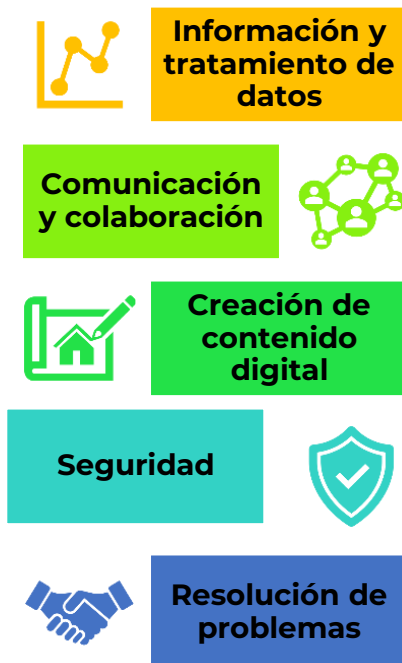 Información y
tratamiento de
datos
Comunicación
y colaboración
Creación de
contenido
digital
Seguridad
Resolución de
problemas